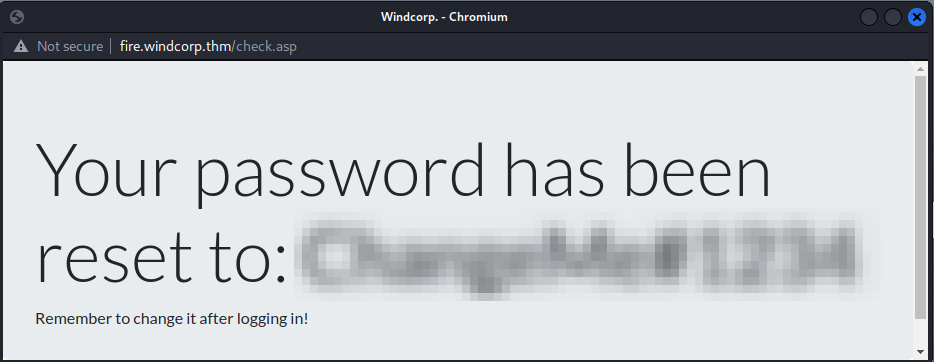 Windcorp. - Chromium
Not secure | fire.windcorp.thm/check.asp
Your password has been
reset to:
Remember to change it after logging in!